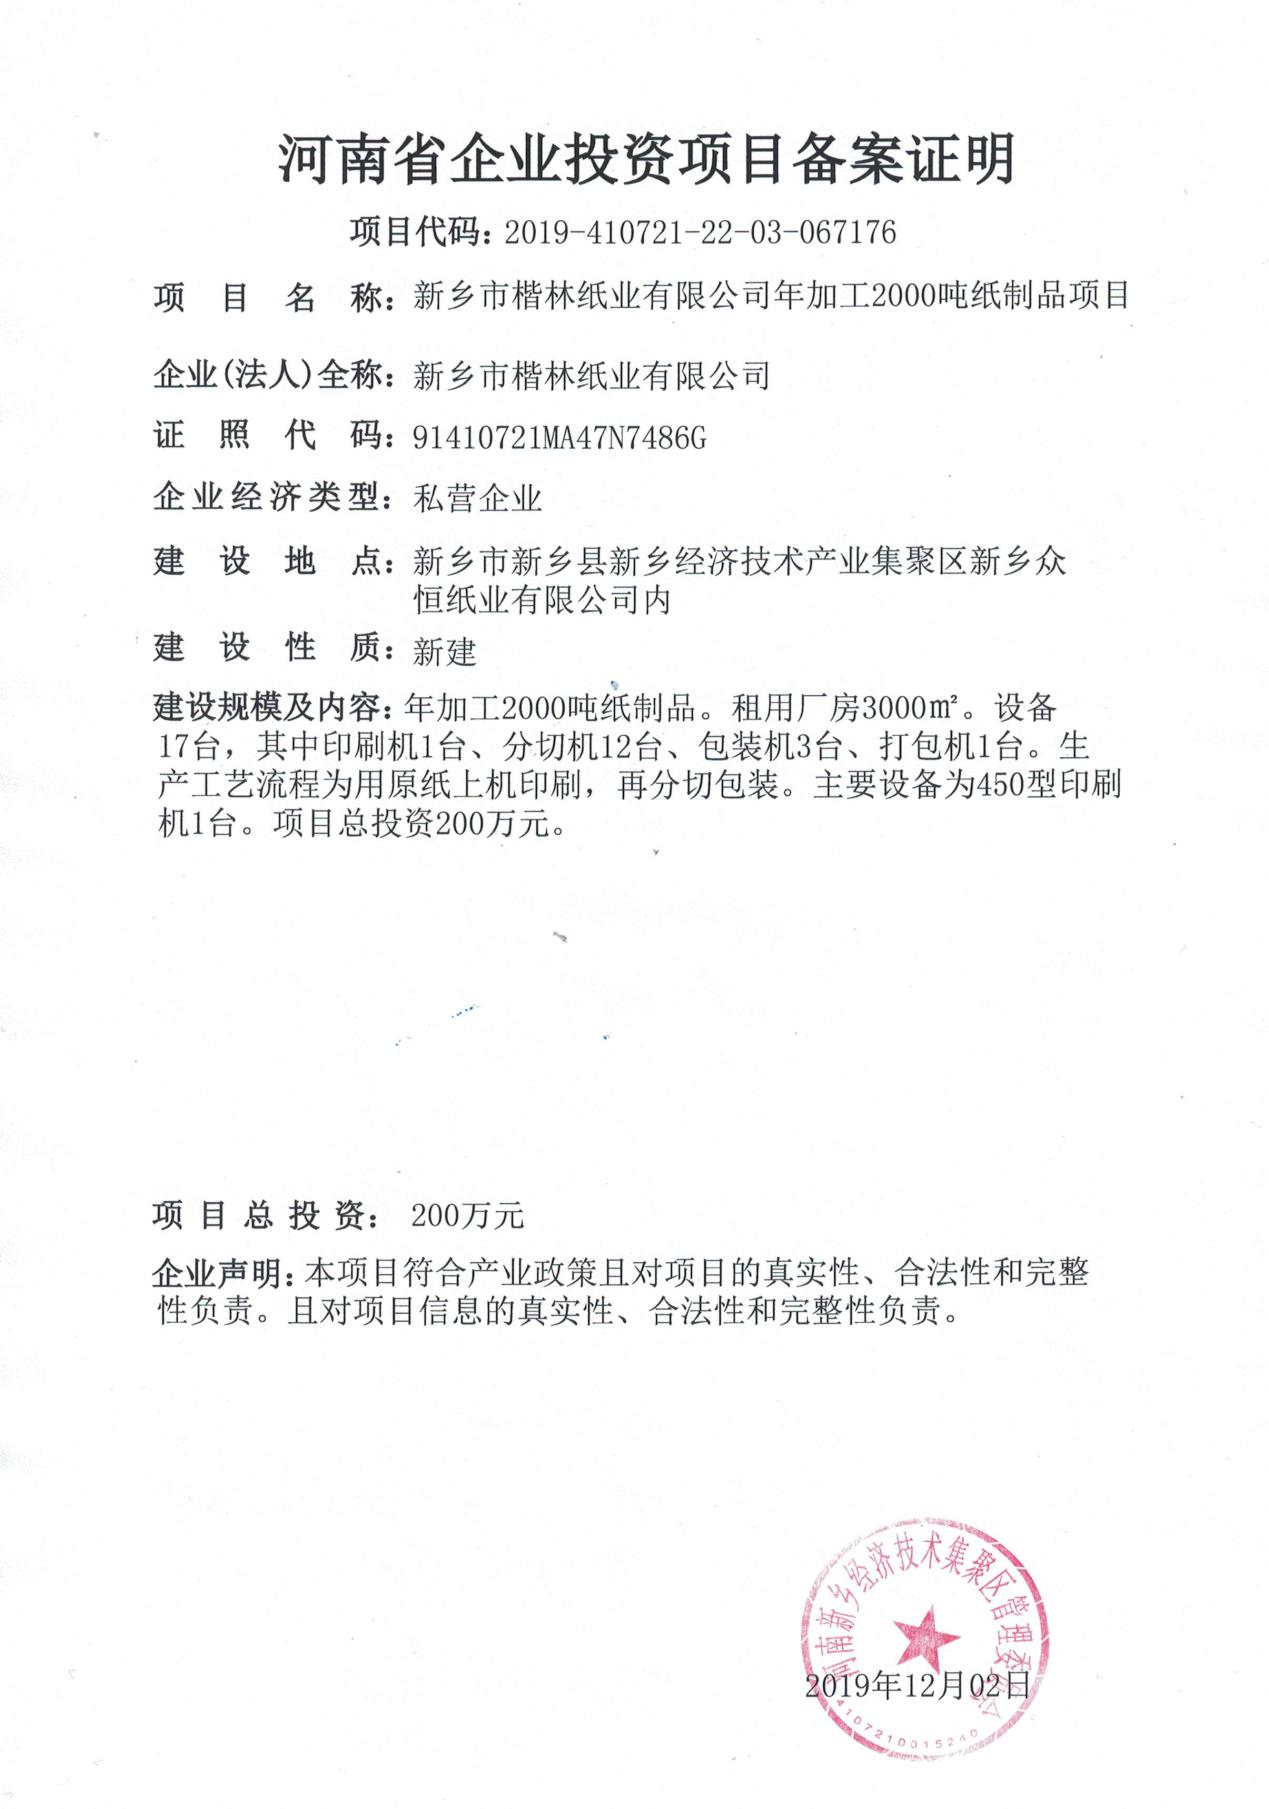 河南省企业投资项目备案证明
项目代码：2019-410721-22-03-067176
项目名称：新乡市楷林纸业有限公司年加工2000吨纸制品项目
企业(法人)全称：新乡市楷林纸业有限公司
证照代码：91410721MA47N7486G
企业经济类型：私营企业
建设地点：新乡市新乡县新乡经济技术产业集聚区新乡众
恒纸业有限公司内
建设性质：新建
建设规模及内容：年加工2000吨纸制品。租用厂房3000㎡。设备
17台，其中印刷机1台、分切机12台、包装机3台、打包机1台。生
产工艺流程为用原纸上机印刷，再分切包装。主要设备为450型印刷
机1台。项目总投资200万元。
项目总投资：200万元
企业声明：本项目符合产业政策且对项目的真实性、合法性和完整
性负责。且对项目信息的真实性、合法性和完整性负责。
河南新乡经济技术集聚区管理委员会
2019年12月02日
4107210015240